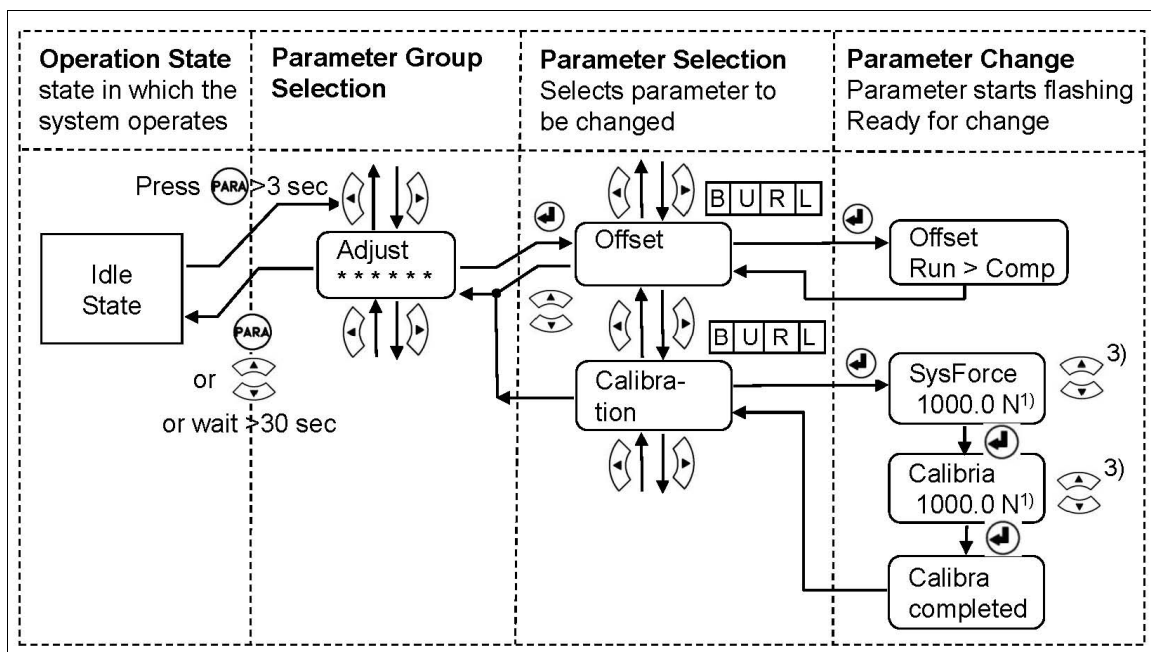 Operation State
state in which the
system operates
Parameter Group
Selection
Parameter Selection
Selects parameter to
be changed
Parameter Change
Parameter starts flashing
Ready for change
Press PARA >3 sec
Idle
State
PARA
or
or wait >30 sec
Adjust
* * * * * *
B U R L
Offset
Offset
Run > Comp
B U R L
Calibra-
tion
SysForce
1000.0 N1)
3)
Calibria
1000.0 N1)
3)
Calibra
completed